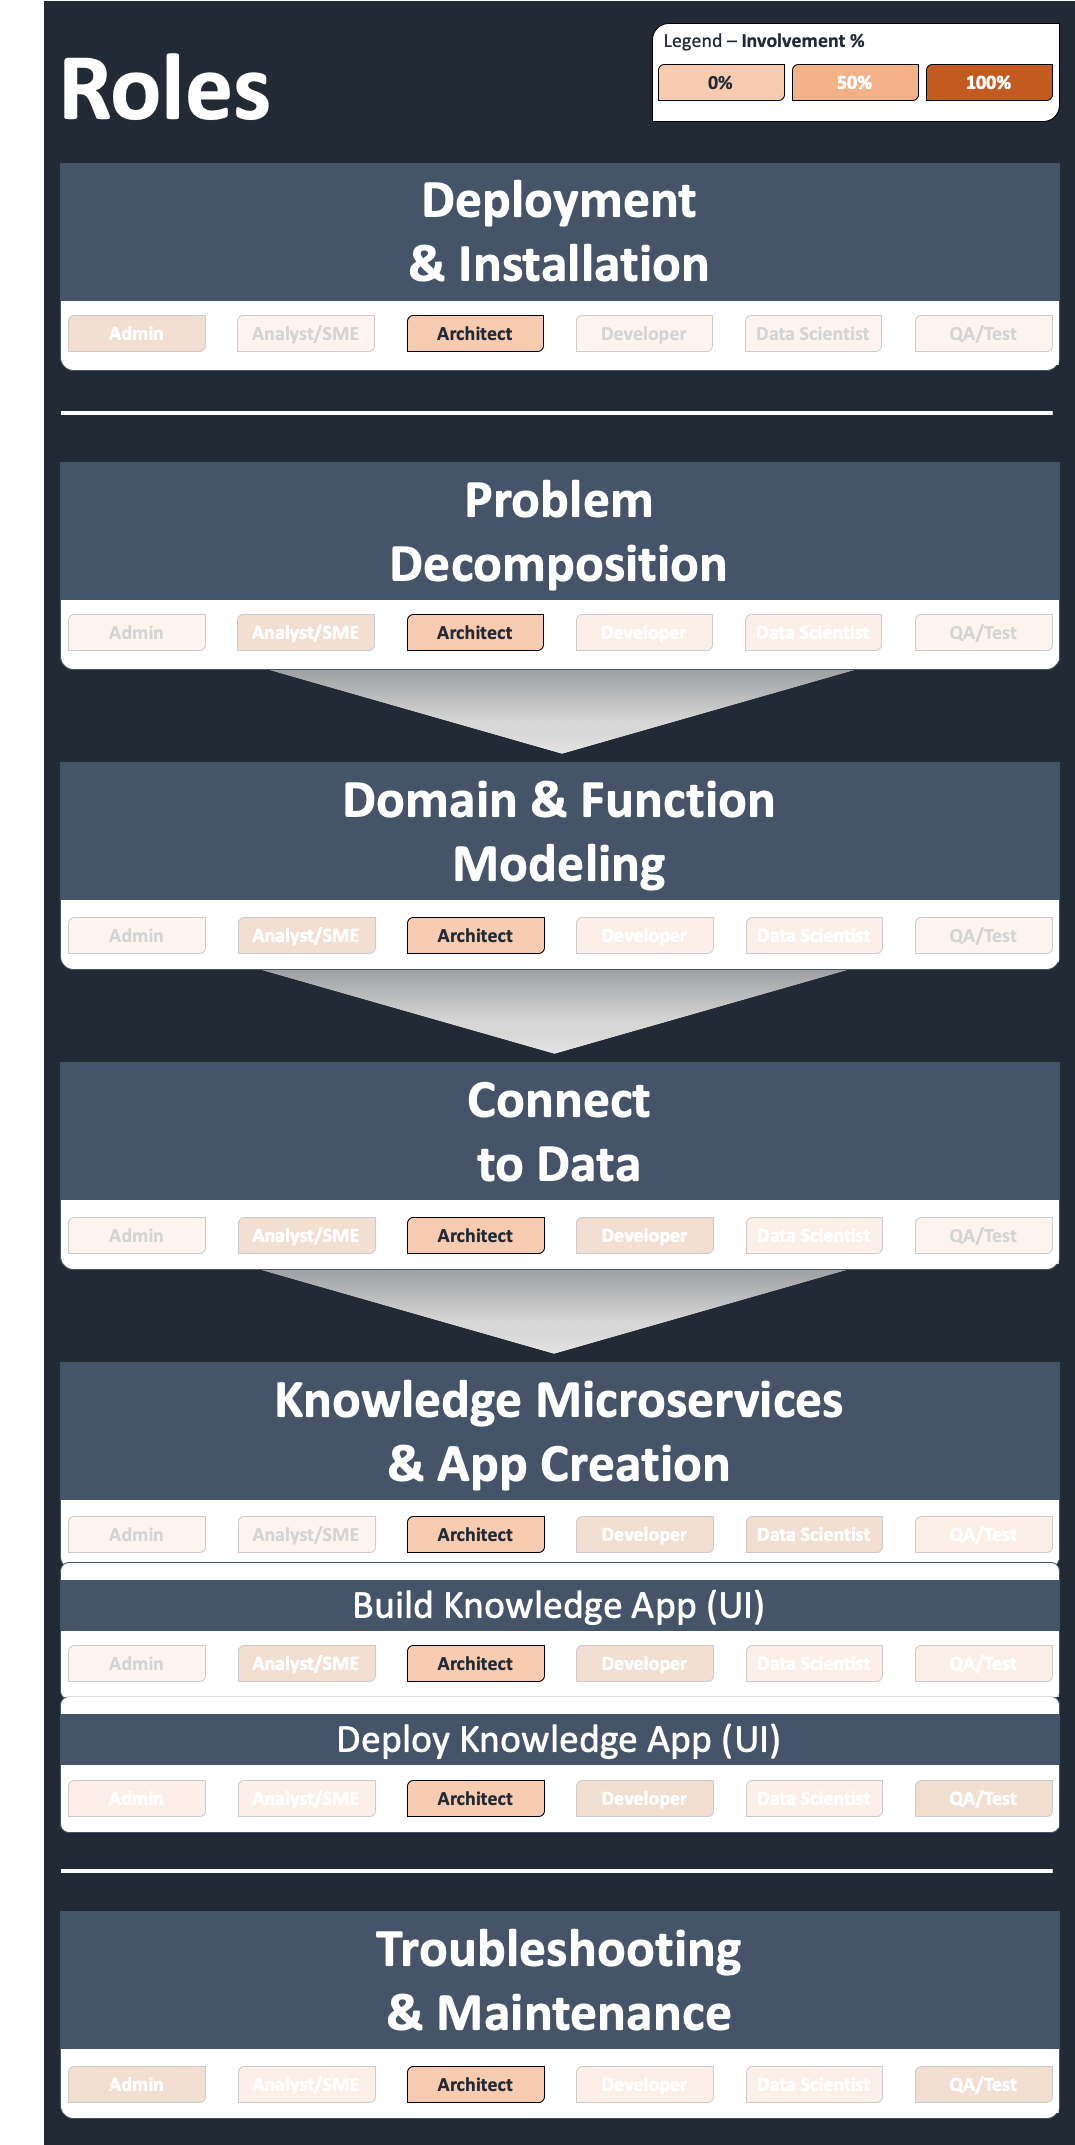 Roles
Legend – Involvement %
0% 50% 100%
Deployment
& Installation
Admin Analyst/SME Architect Developer Data Scientist QA/Test
Problem
Decomposition
Admin Analyst/SME Architect Developer Data Scientist QA/Test
Domain & Function
Modeling
Admin Analyst/SME Architect Developer Data Scientist QA/Test
Connect
to Data
Admin Analyst/SME Architect Developer Data Scientist QA/Test
Knowledge Microservices
& App Creation
Admin Analyst/SME Architect Developer Data Scientist QA/Test
Build Knowledge App (UI)
Admin Analyst/SME Architect Developer Data Scientist QA/Test
Deploy Knowledge App (UI)
Admin Analyst/SME Architect Developer Data Scientist QA/Test
Troubleshooting
& Maintenance
Admin Analyst/SME Architect Developer Data Scientist QA/Test